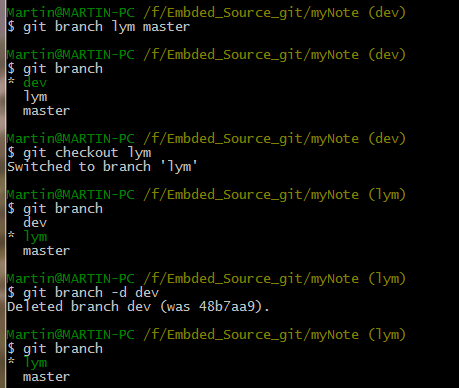 Martin@MARTIN-PC /f/Embded_Source_git/myNote (dev)
$ git branch lym master
Martin@MARTIN-PC /f/Embded_Source_git/myNote (dev)
$ git branch
* dev
  lym
  master
Martin@MARTIN-PC /f/Embded_Source_git/myNote (dev)
$ git checkout lym
Switched to branch 'lym'
Martin@MARTIN-PC /f/Embded_Source_git/myNote (lym)
$ git branch
  dev
* lym
  master
Martin@MARTIN-PC /f/Embded_Source_git/myNote (lym)
$ git branch -d dev
Deleted branch dev (was 48b7aa9).
Martin@MARTIN-PC /f/Embded_Source_git/myNote (lym)
$ git branch
* lym
  master